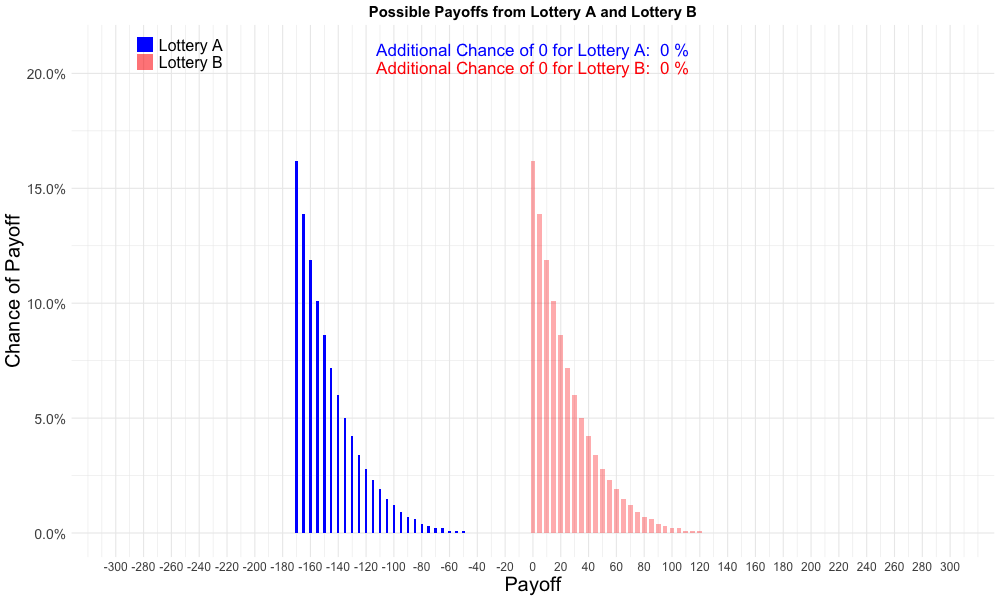 Possible Payoffs from Lottery A and Lottery B
Lottery A
Lottery B
Additional Chance of 0 for Lottery A:  0 %
Additional Chance of 0 for Lottery B:  0 %
Chance of Payoff
20.0%
15.0%
10.0%
5.0%
0.0%
-300 -280 -260 -240 -220 -200 -180 -160 -140 -120 -100 -80 -60 -40 -20 0 20 40 60 80 100 120 140 160 180 200 220 240 260 280 300
Payoff